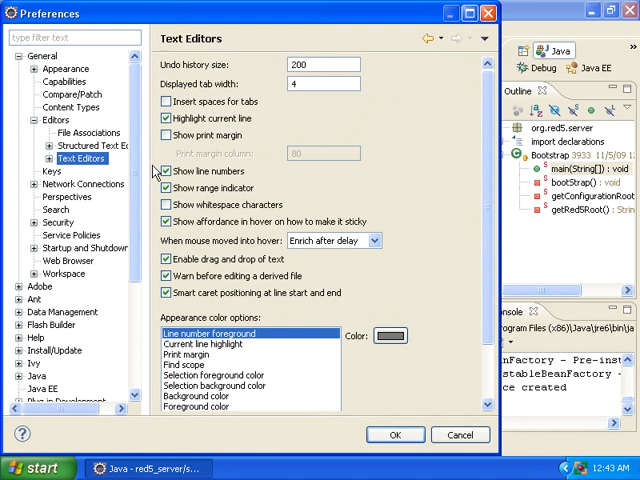 Preferences
type filter text
General
Appearance
Capabilities
Compare/Patch
Content Types
Editors
File Associations
Structured Text Ec
Text Editors
Keys
Network Connections
Perspectives
Search
Security
Service Policies
Startup and Shutdown
Web Browser
Workspace
Adobe
Ant
Data Management
Flash Builder
Help
Install/Update
Ivy
Java
Java EE
Plug-in Development
Text Editors
Undo history size: 200
Displayed tab width: 4
Insert spaces for tabs
Highlight current line
Show print margin
Print margin column: 80
Show line numbers
Show range indicator
Show whitespace characters
Show affordance in hover on how to make it sticky
When mouse moved into hover: Enrich after delay
Enable drag and drop of text
Warn before editing a derived file
Smart caret positioning at line start and end
Appearance color options:
Line number foreground
Current line highlight
Print margin
Find scope
Selection foreground color
Selection background color
Background color
Foreground color
Color:
OK
Cancel
Java
Debug
Java EE
Outline
org.red5.server
import declarations
Bootstrap 3933 11/5/09
main(String[]) : void
bootStrap() : void
getConfigurationRoot
getRed5Root() : Strin
onsole
ogram Files (x86)\Java\jre6\bin\ja
anFactory - Pre-inst
stableBeanFactory -
ce created
start
Java - red5_server/s...
12:43 AM